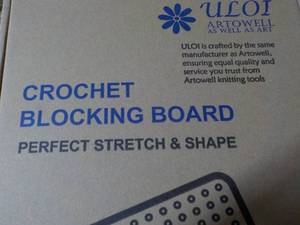 ULOI
ARTOWELL
AS WELL AS ART
ULOI is crafted by the same
manufacturer as Artowell,
ensuring equal quality and
service you trust from
Artowell knitting tools
CROCHET
BLOCKING BOARD
PERFECT STRETCH & SHAPE